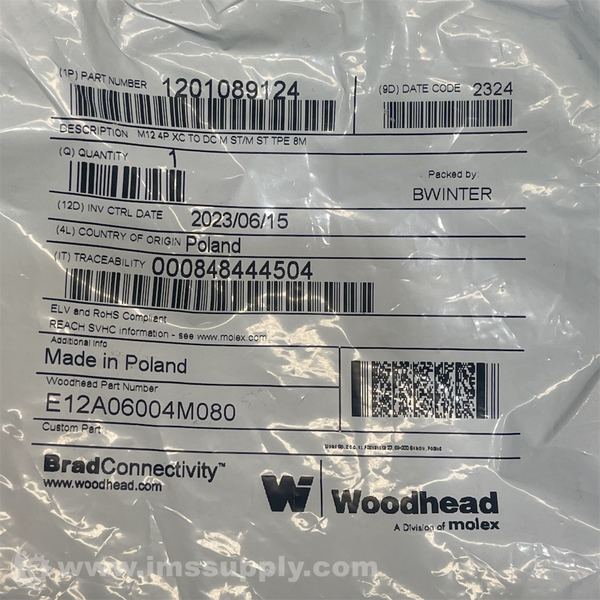 (1P) PART NUMBER 1201089124 (9D) DATE CODE 2324
DESCRIPTION M12 4P XC TO DC M ST/M ST TPE 8M
(Q) QUANTITY 1
Packed by:
BWINTER
(12D) INV CTRL DATE 2023/06/15
(4L) COUNTRY OF ORIGIN Poland
(1T) TRACEABILITY 000848444504
ELV and RoHS Compliant
REACH SVHC information - see www.molex.com
Additional Info
Made in Poland
Woodhead Part Number
E12A06004M080
Custom Part
BradConnectivity™
www.woodhead.com
W Woodhead
A Division of molex
www.imssupply.com